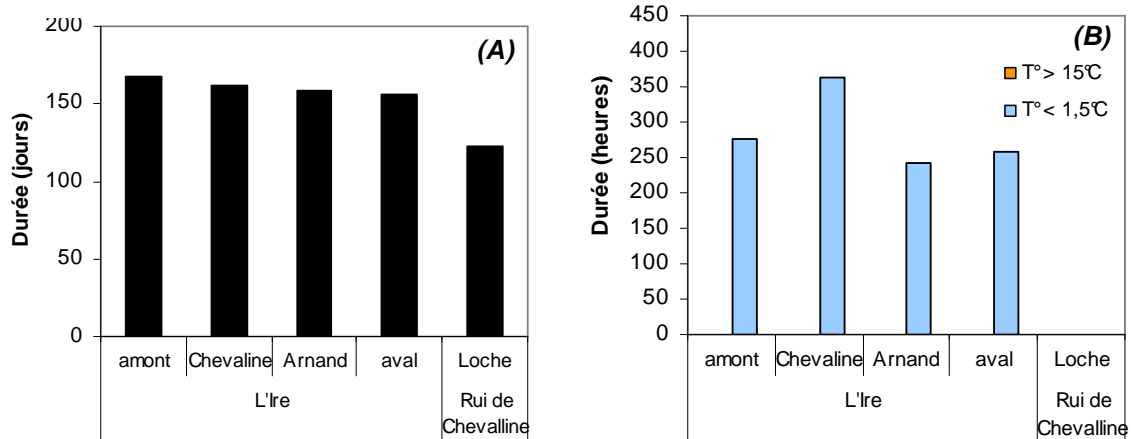 (A)
Durée (jours)
200
150
100
50
0
amont Chevaline Arnand aval Loche
L'Ire Rui de
Chevalline
(B)
Durée (heures)
450
400
350
300
250
200
150
100
50
0
T° > 15°C
T° < 1,5°C
amont Chevaline Arnand aval Loche
L'Ire Rui de
Chevalline